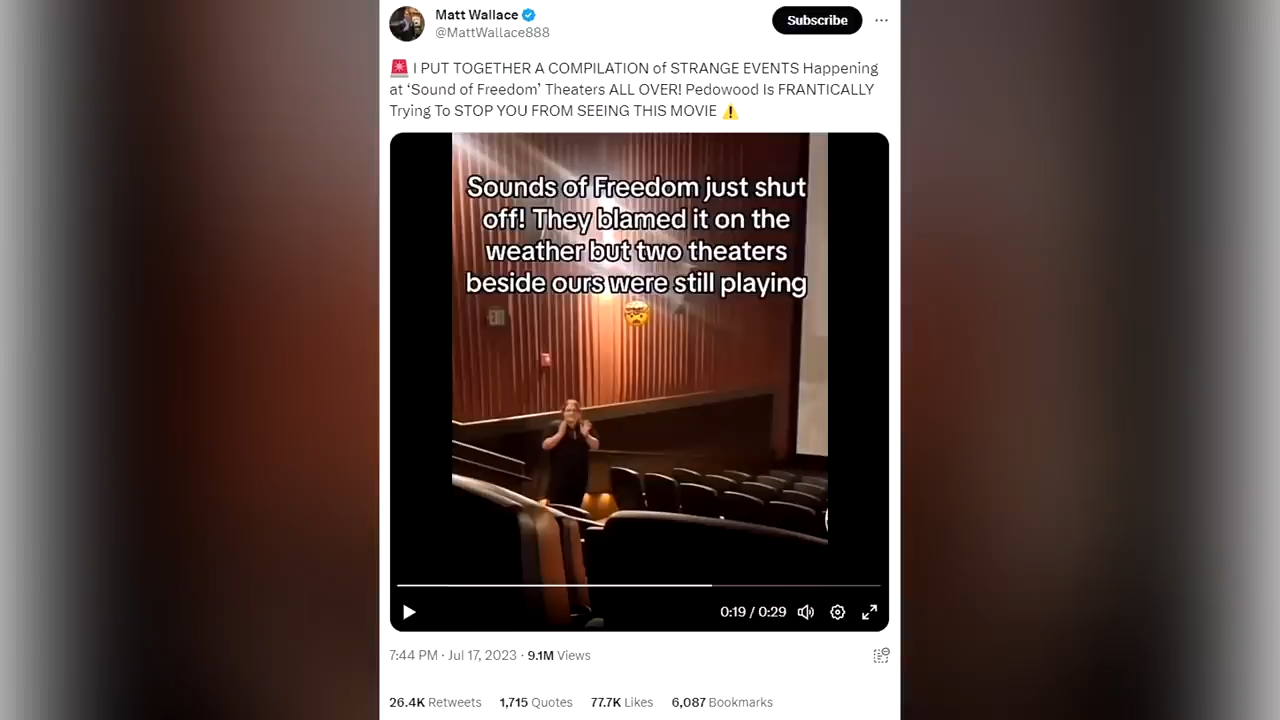 Matt Wallace
@MattWallace888
Subscribe
🚨 I PUT TOGETHER A COMPILATION of STRANGE EVENTS Happening
at ‘Sound of Freedom’ Theaters ALL OVER! Pedowood Is FRANTICALLY
Trying To STOP YOU FROM SEEING THIS MOVIE ⚠️
Sounds of Freedom just shut
off! They blamed it on the
weather but two theaters
beside ours were still playing
🤯
0:19 / 0:29
7:44 PM · Jul 17, 2023 · 9.1M Views
26.4K Retweets 1,715 Quotes 77.7K Likes 6,087 Bookmarks